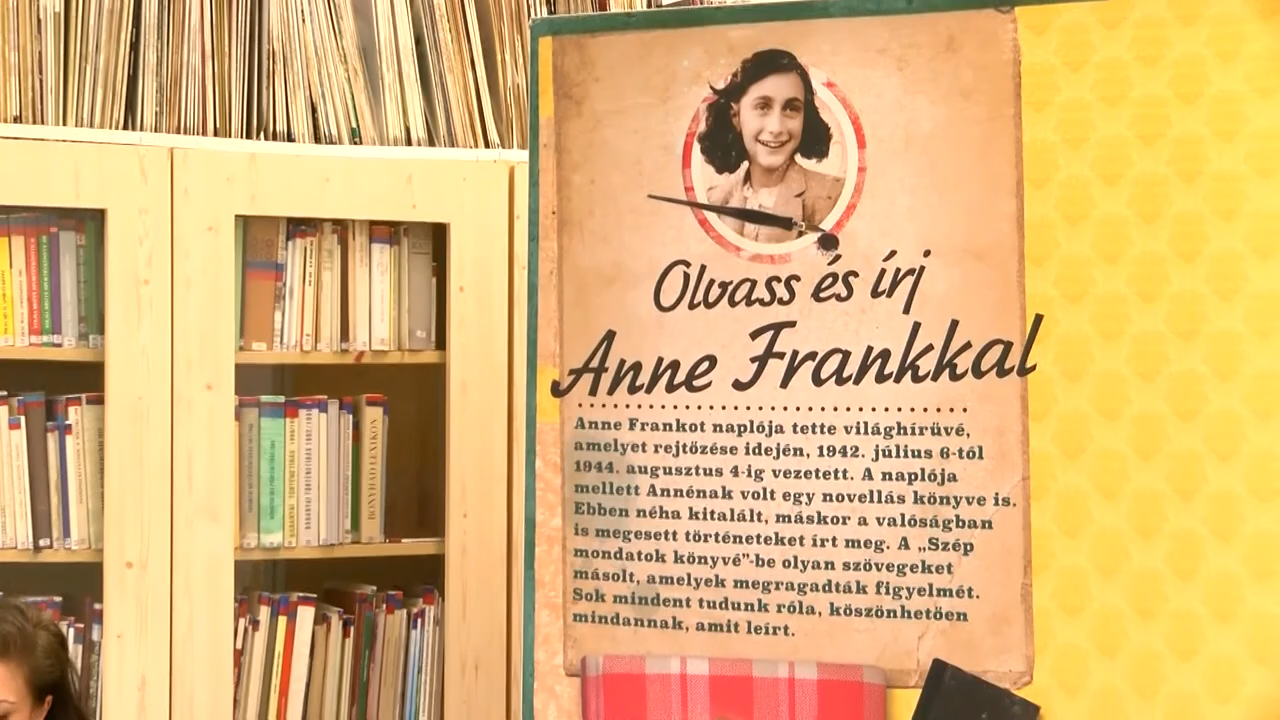 Olvass és írj
Anne Frankkal
Anne Frankot naplója tette világhírűvé,
amelyet rejtőzése idején, 1942. július 6-tól
1944. augusztus 4-ig vezetett. A naplója
mellett Annénak volt egy novellás könyve is.
Ebben néha kitalált, máskor a valóságban
is megesett történeteket írt meg. A „Szép
mondatok könyvé”-be olyan szövegeket
másolt, amelyek megragadták figyelmét.
Sok mindent tudunk róla, köszönhetően
mindannak, amit leírt.
BONYHÁD LEXIKON